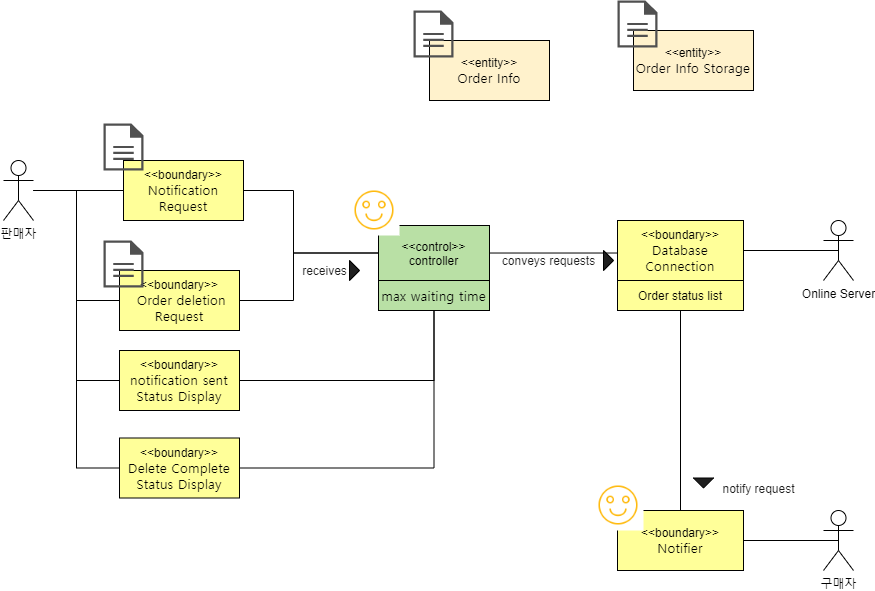 <<entity>>
Order Info
<<entity>>
Order Info Storage
판매자
<<boundary>>
Notification
Request
<<boundary>>
Order deletion
Request
<<boundary>>
notification sent
Status Display
<<boundary>>
Delete Complete
Status Display
receives
<<control>>
controller
max waiting time
conveys requests
<<boundary>>
Database
Connection
Order status list
Online Server
notify request
<<boundary>>
Notifier
구매자